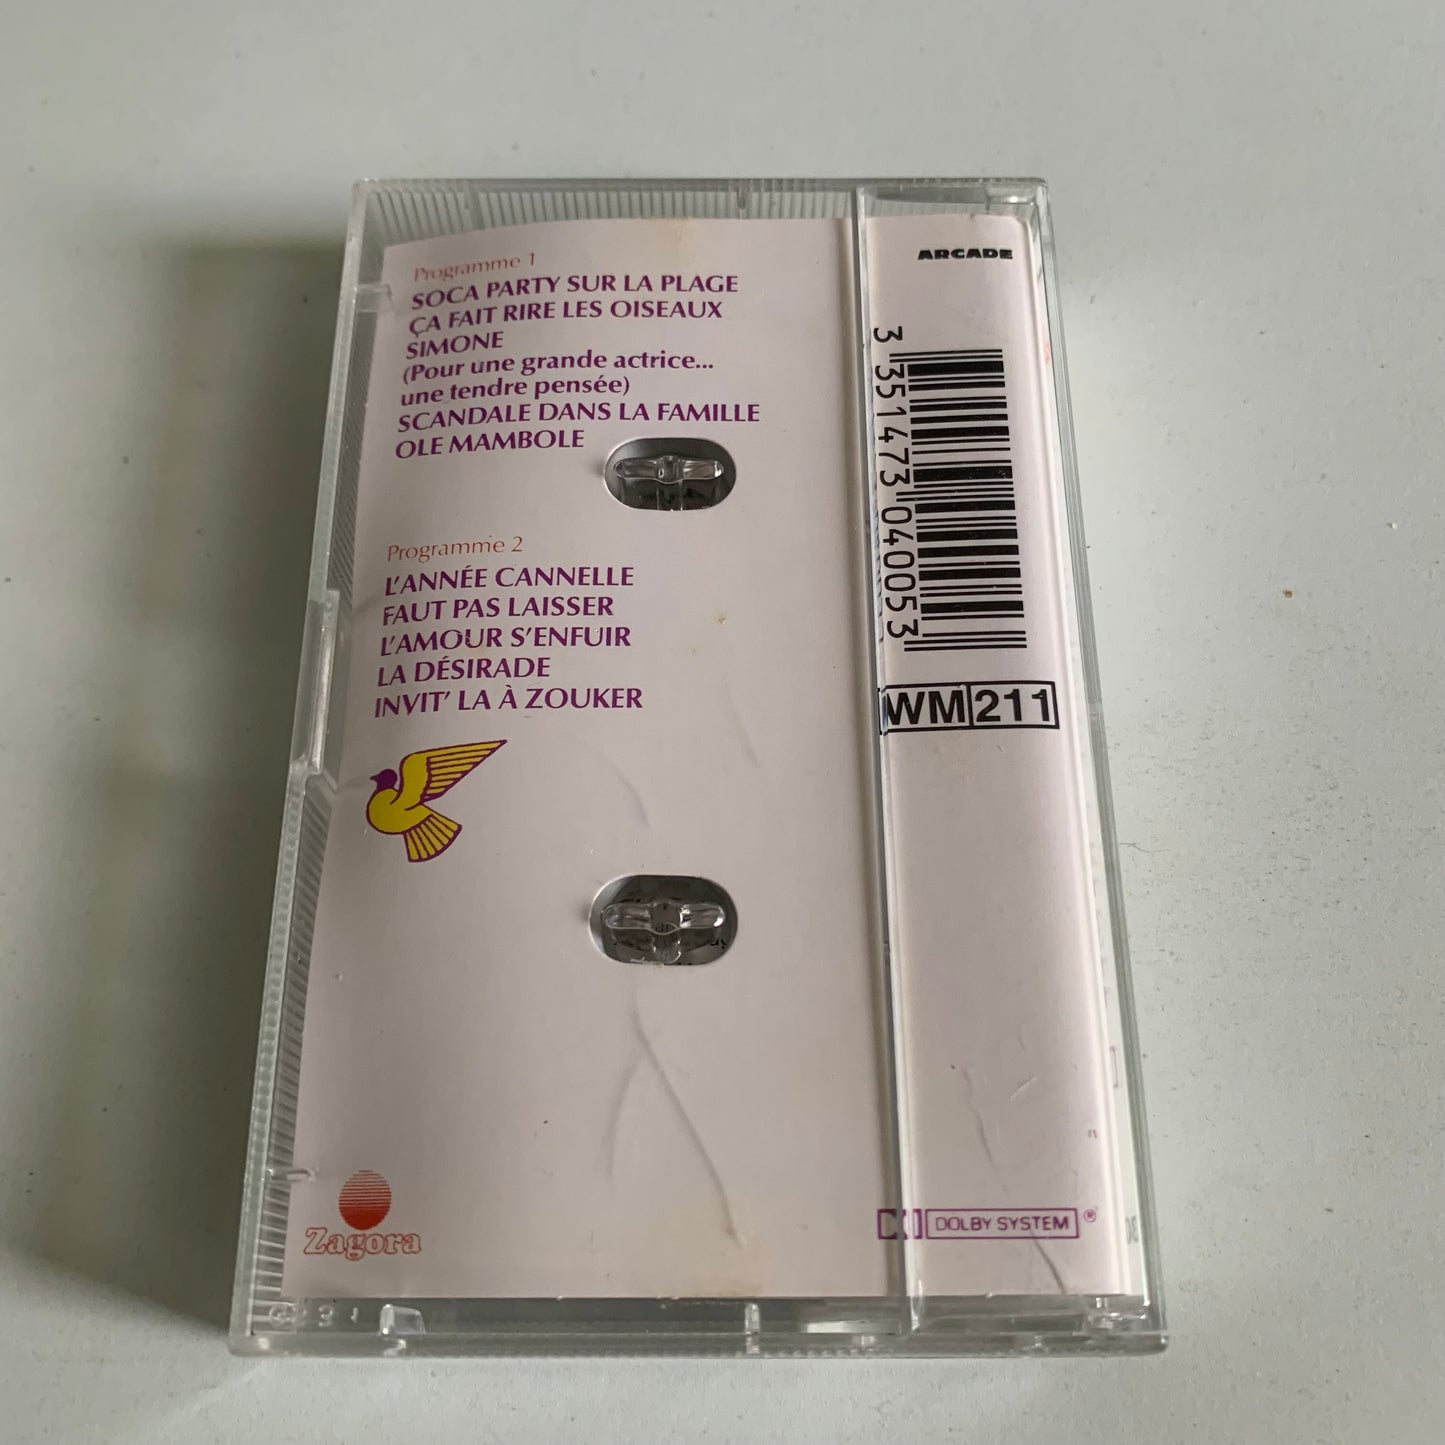 Programme 1
SOCA PARTY SUR LA PLAGE
ÇA FAIT RIRE LES OISEAUX
SIMONE
(Pour une grande actrice...
une tendre pensée)
SCANDALE DANS LA FAMILLE
OLE MAMBOLE
Programme 2
L'ANNÉE CANNELLE
FAUT PAS LAISSER
L'AMOUR S'ENFUIR
LA DÉSIRADE
INVIT' LA À ZOUKER
Zagora
ARCADE
3 351473 040053
WM 211
DOLBY SYSTEM ®